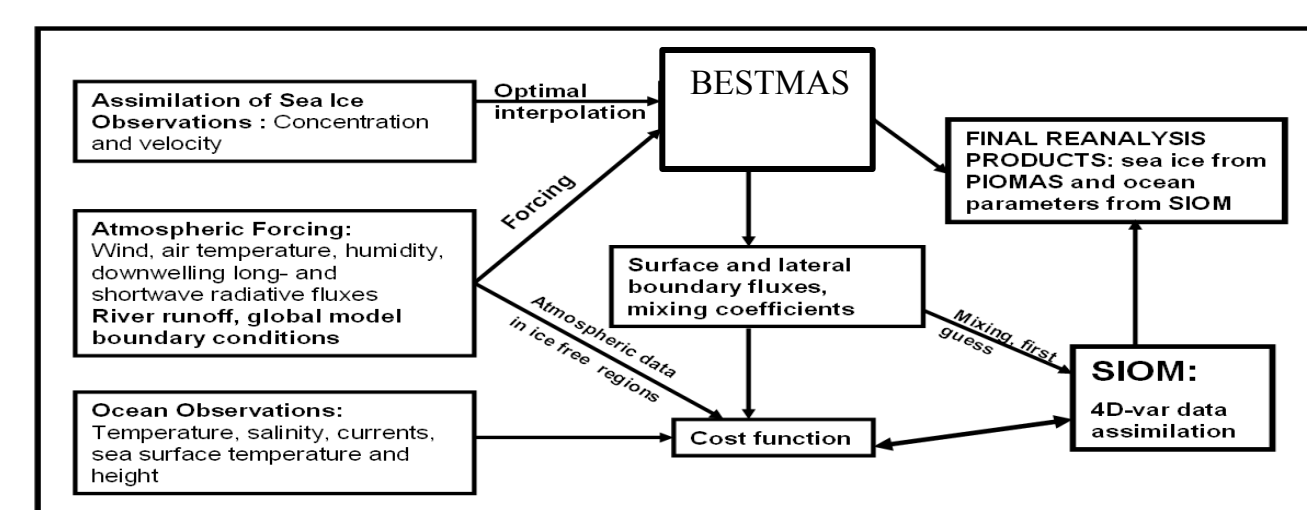 Assimilation of Sea Ice
Observations : Concentration
and velocity
Optimal
interpolation
BESTMAS
FINAL REANALYSIS
PRODUCTS: sea ice from
PIOMAS and ocean
parameters from SIOM
Forcing
Atmospheric Forcing:
Wind, air temperature, humidity,
downwelling long- and
shortwave radiative fluxes
River runoff, global model
boundary conditions
Surface and lateral
boundary fluxes,
mixing coefficients
Atmospheric data
in ice free regions
Mixing, first
guess
SIOM:
4D-var data
assimilation
Ocean Observations:
Temperature, salinity, currents,
sea surface temperature and
height
Cost function